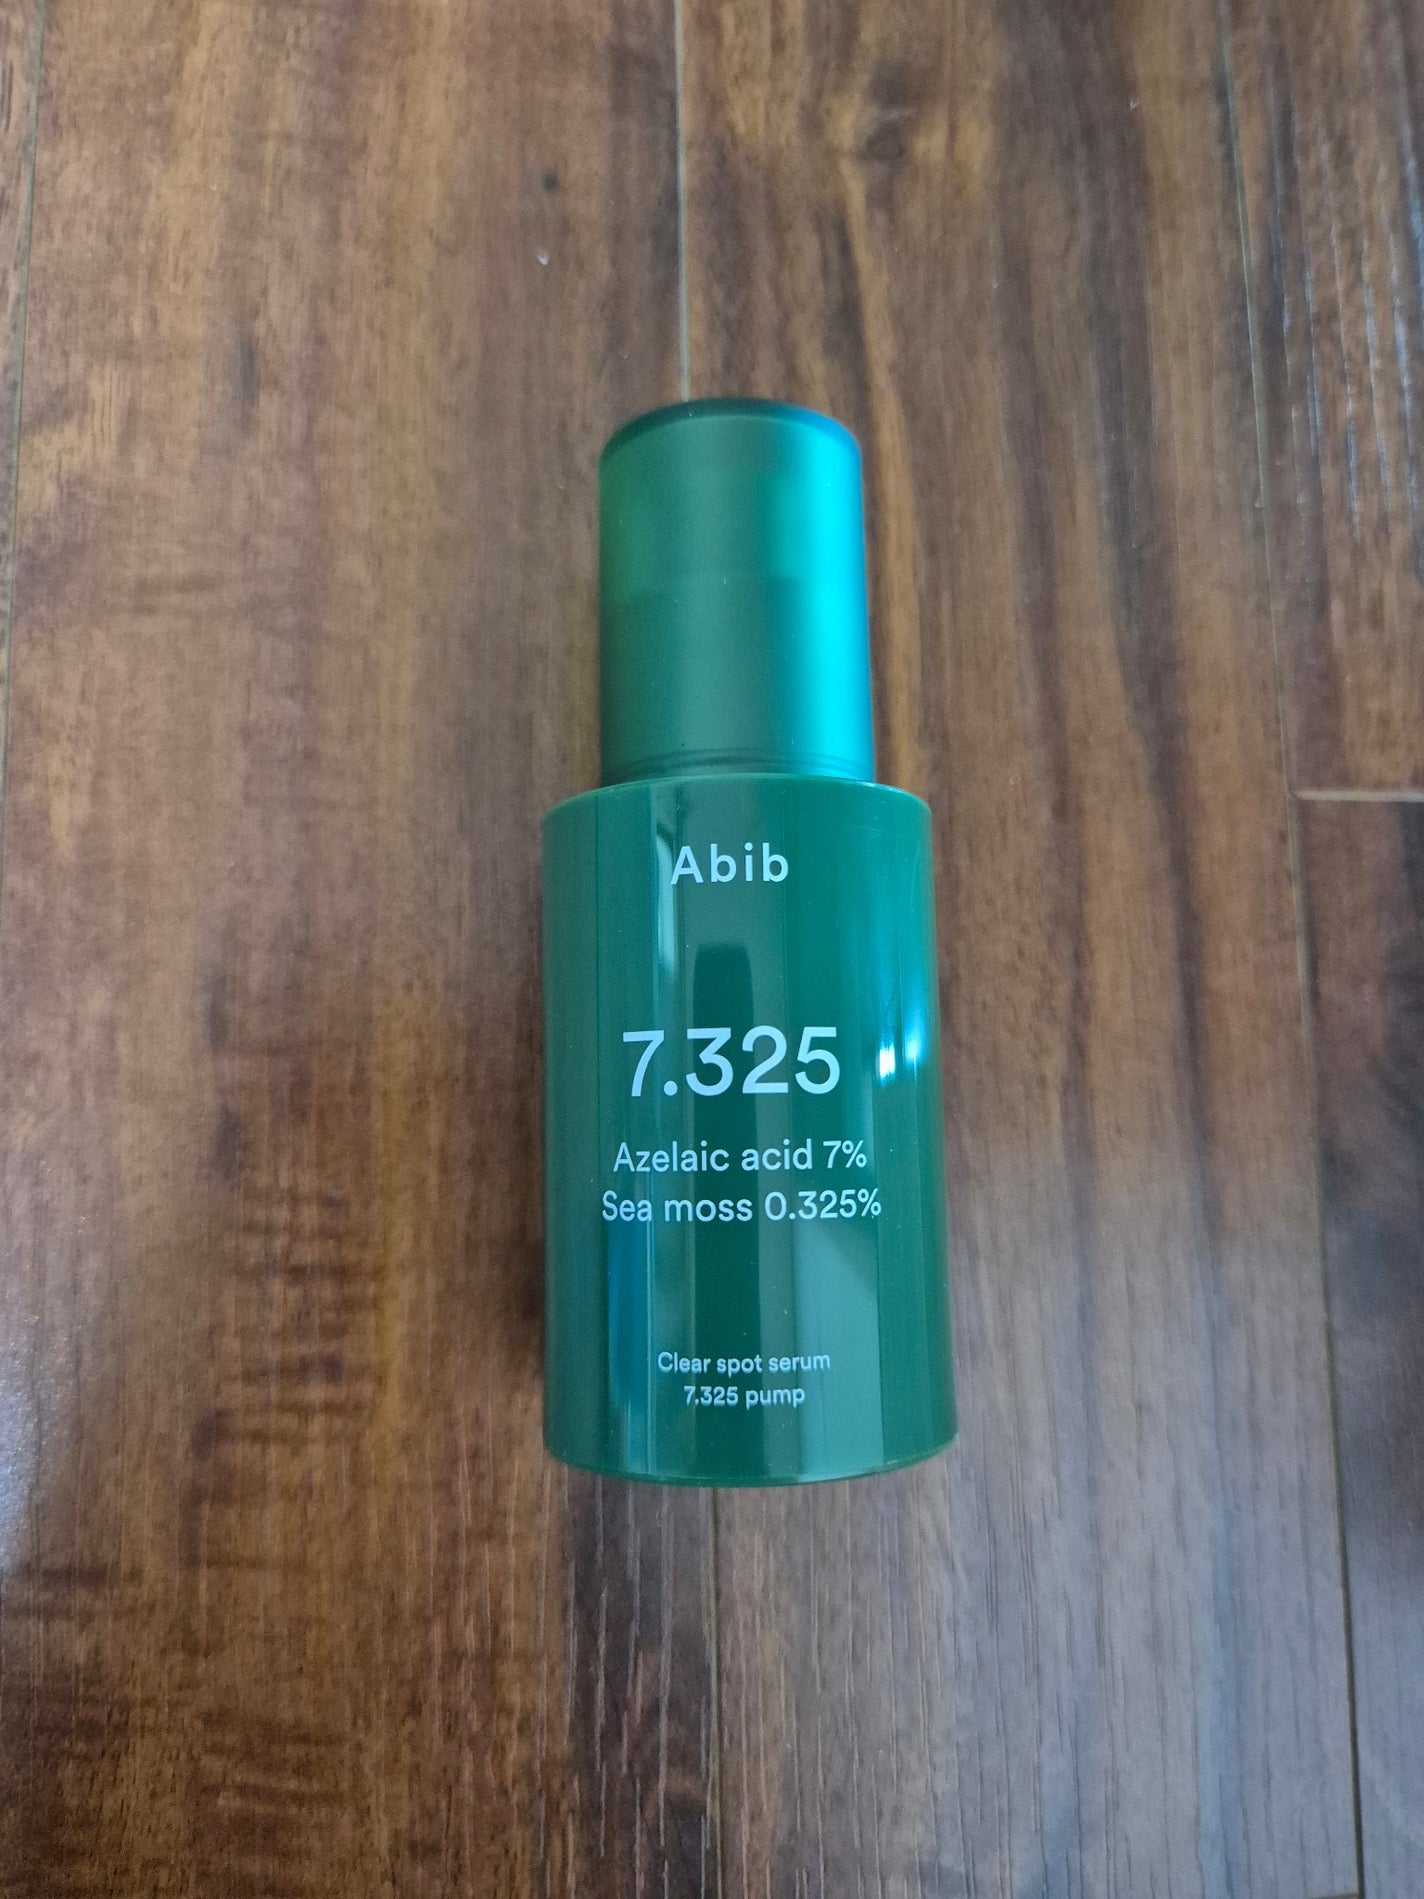 Abib
7.325
Azelaic acid 7%
Sea moss 0.325%
Clear spot serum
7.325 pump